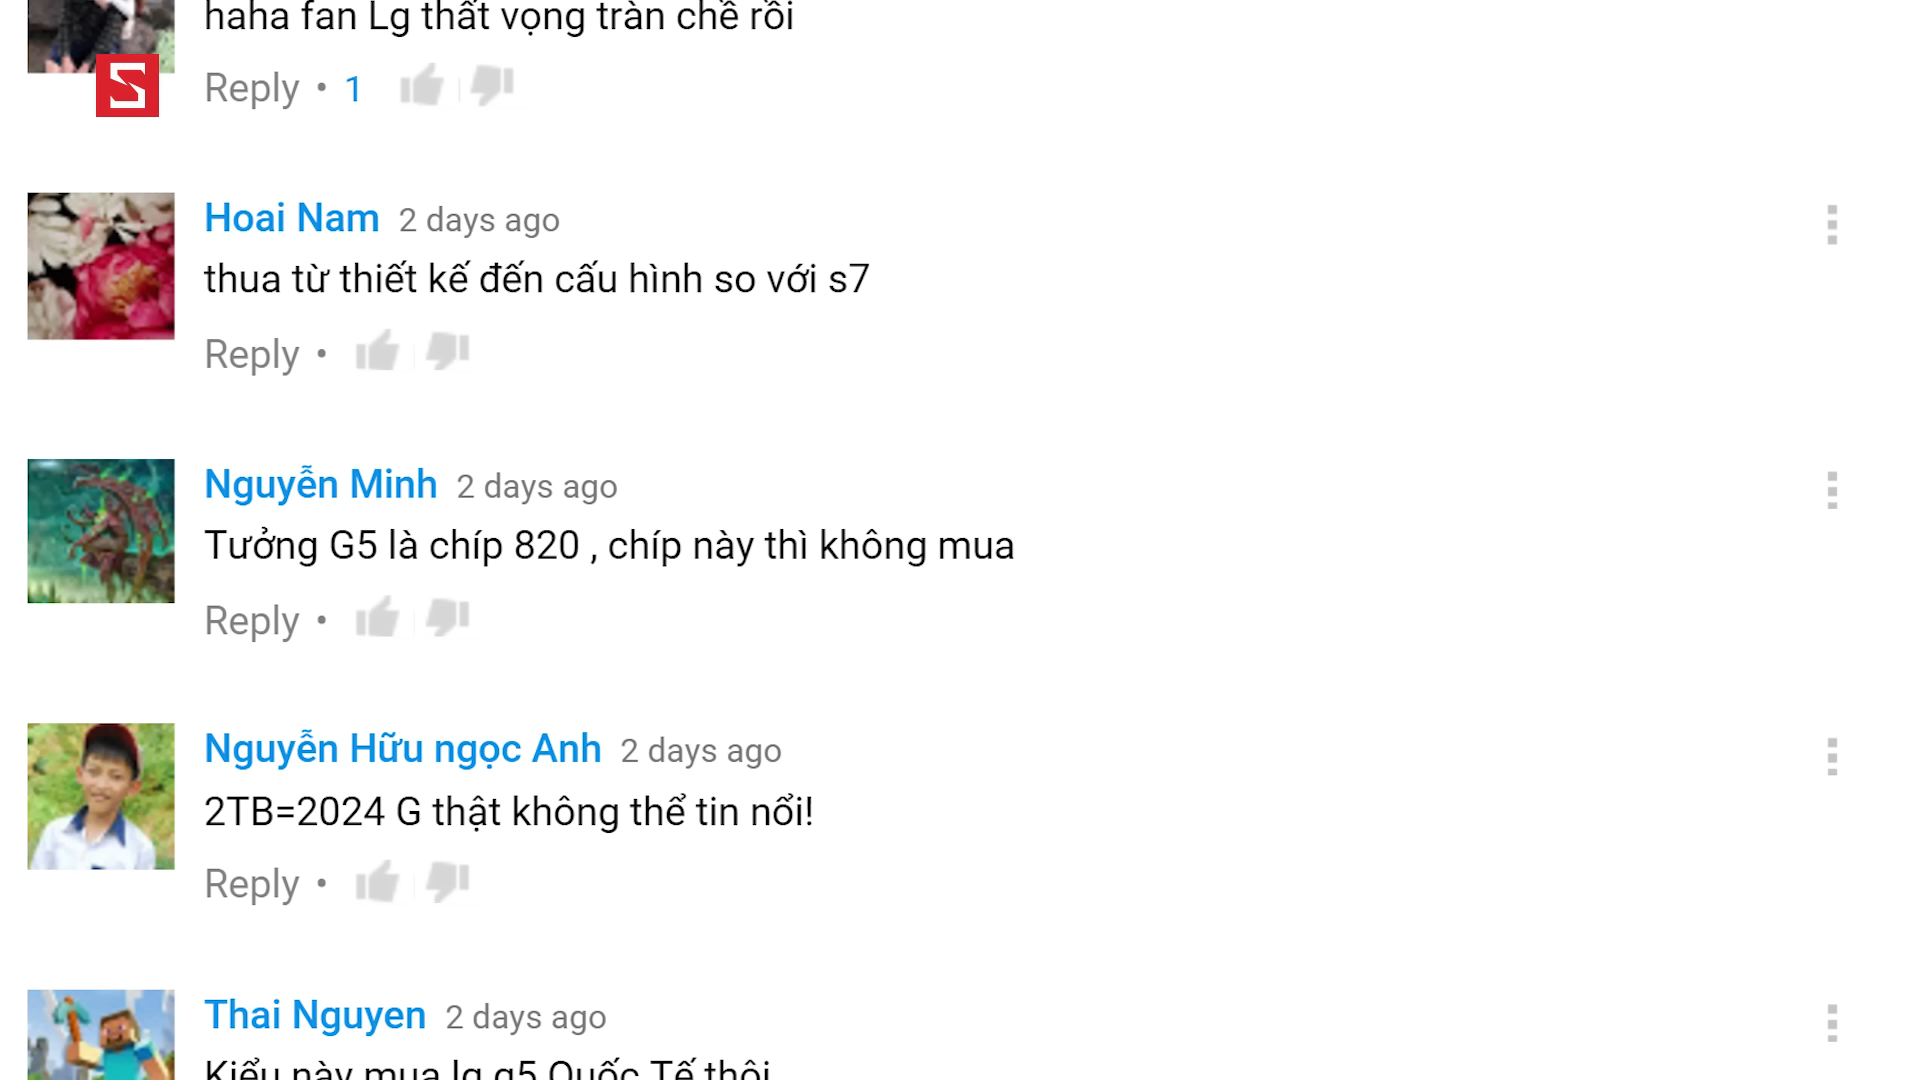 haha fan Lg thất vọng tràn chề rồi
Reply • 1
S
Hoai Nam 2 days ago
thua từ thiết kế đến cấu hình so với s7
Reply •
Nguyễn Minh 2 days ago
Tưởng G5 là chíp 820 , chíp này thì không mua
Reply •
Nguyễn Hữu ngọc Anh 2 days ago
2TB=2024 G thật không thể tin nổi!
Reply •
Thai Nguyen 2 days ago
Kiểu này mua lg g5 Quốc Tế thôi